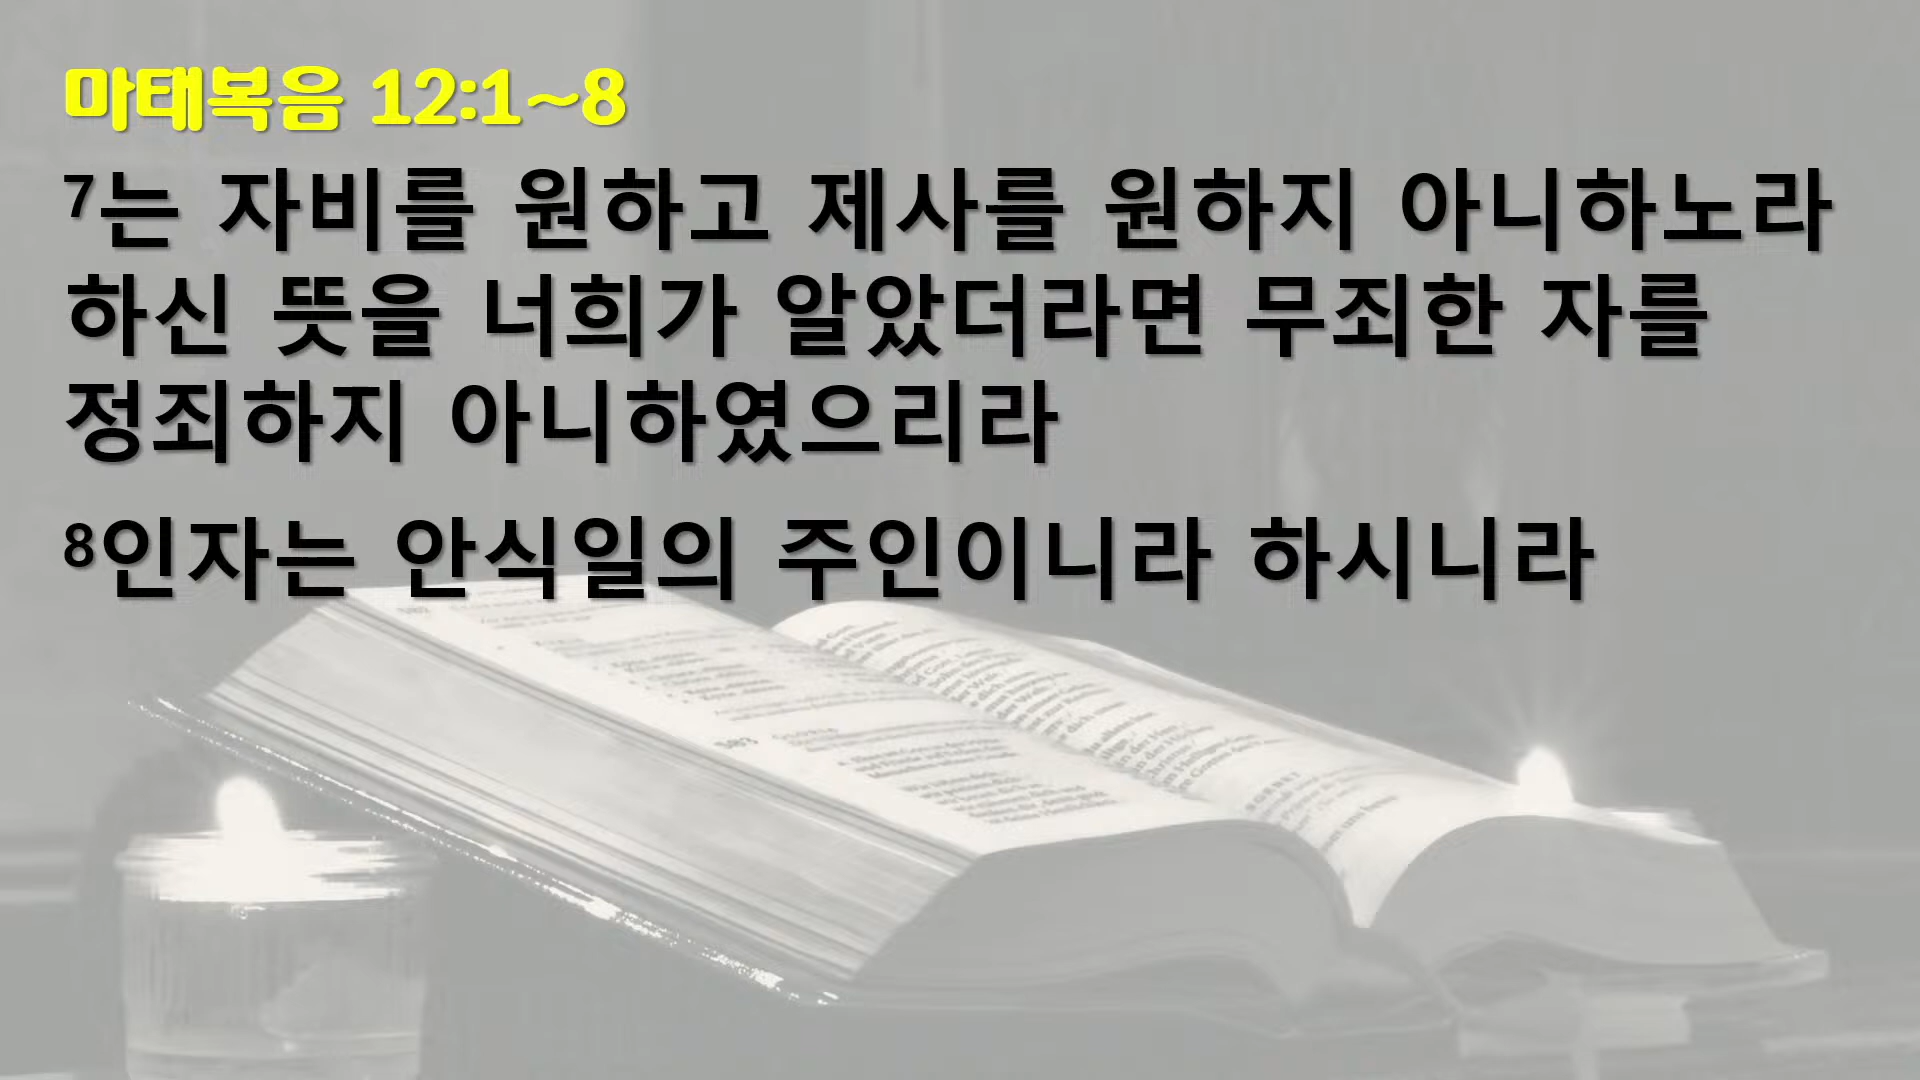 마태복음 12:1~8
7는 자비를 원하고 제사를 원하지 아니하노라
하신 뜻을 너희가 알았더라면 무죄한 자를
정죄하지 아니하였으리라
8인자는 안식일의 주인이니라 하시니라